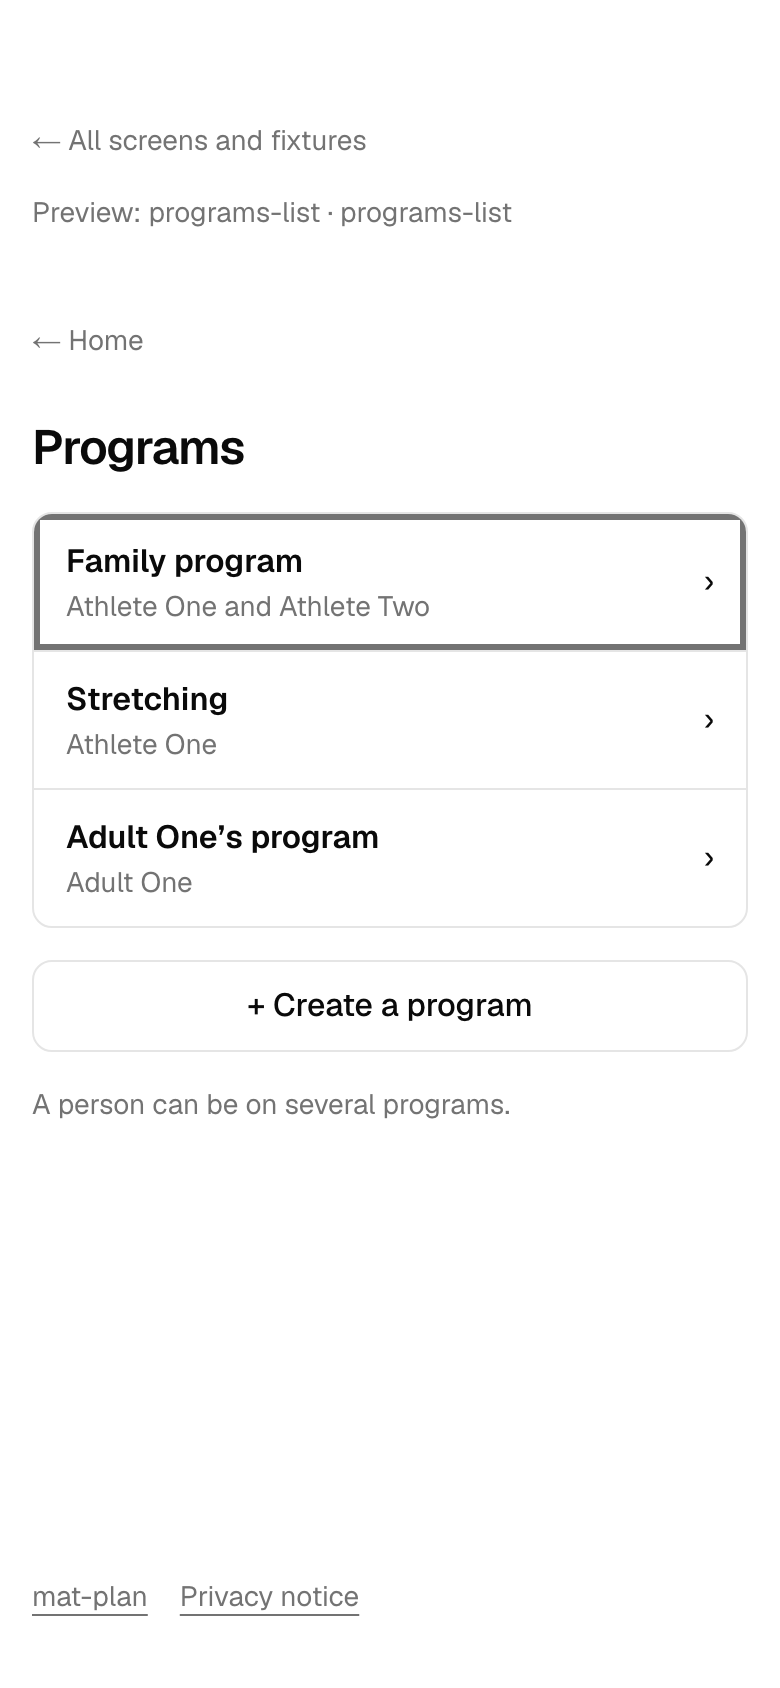 ← All screens and fixtures
Preview: programs-list · programs-list
← Home
Programs
Family program
Athlete One and Athlete Two
›
Stretching
Athlete One
›
Adult One’s program
Adult One
›
+ Create a program
A person can be on several programs.
mat-plan Privacy notice